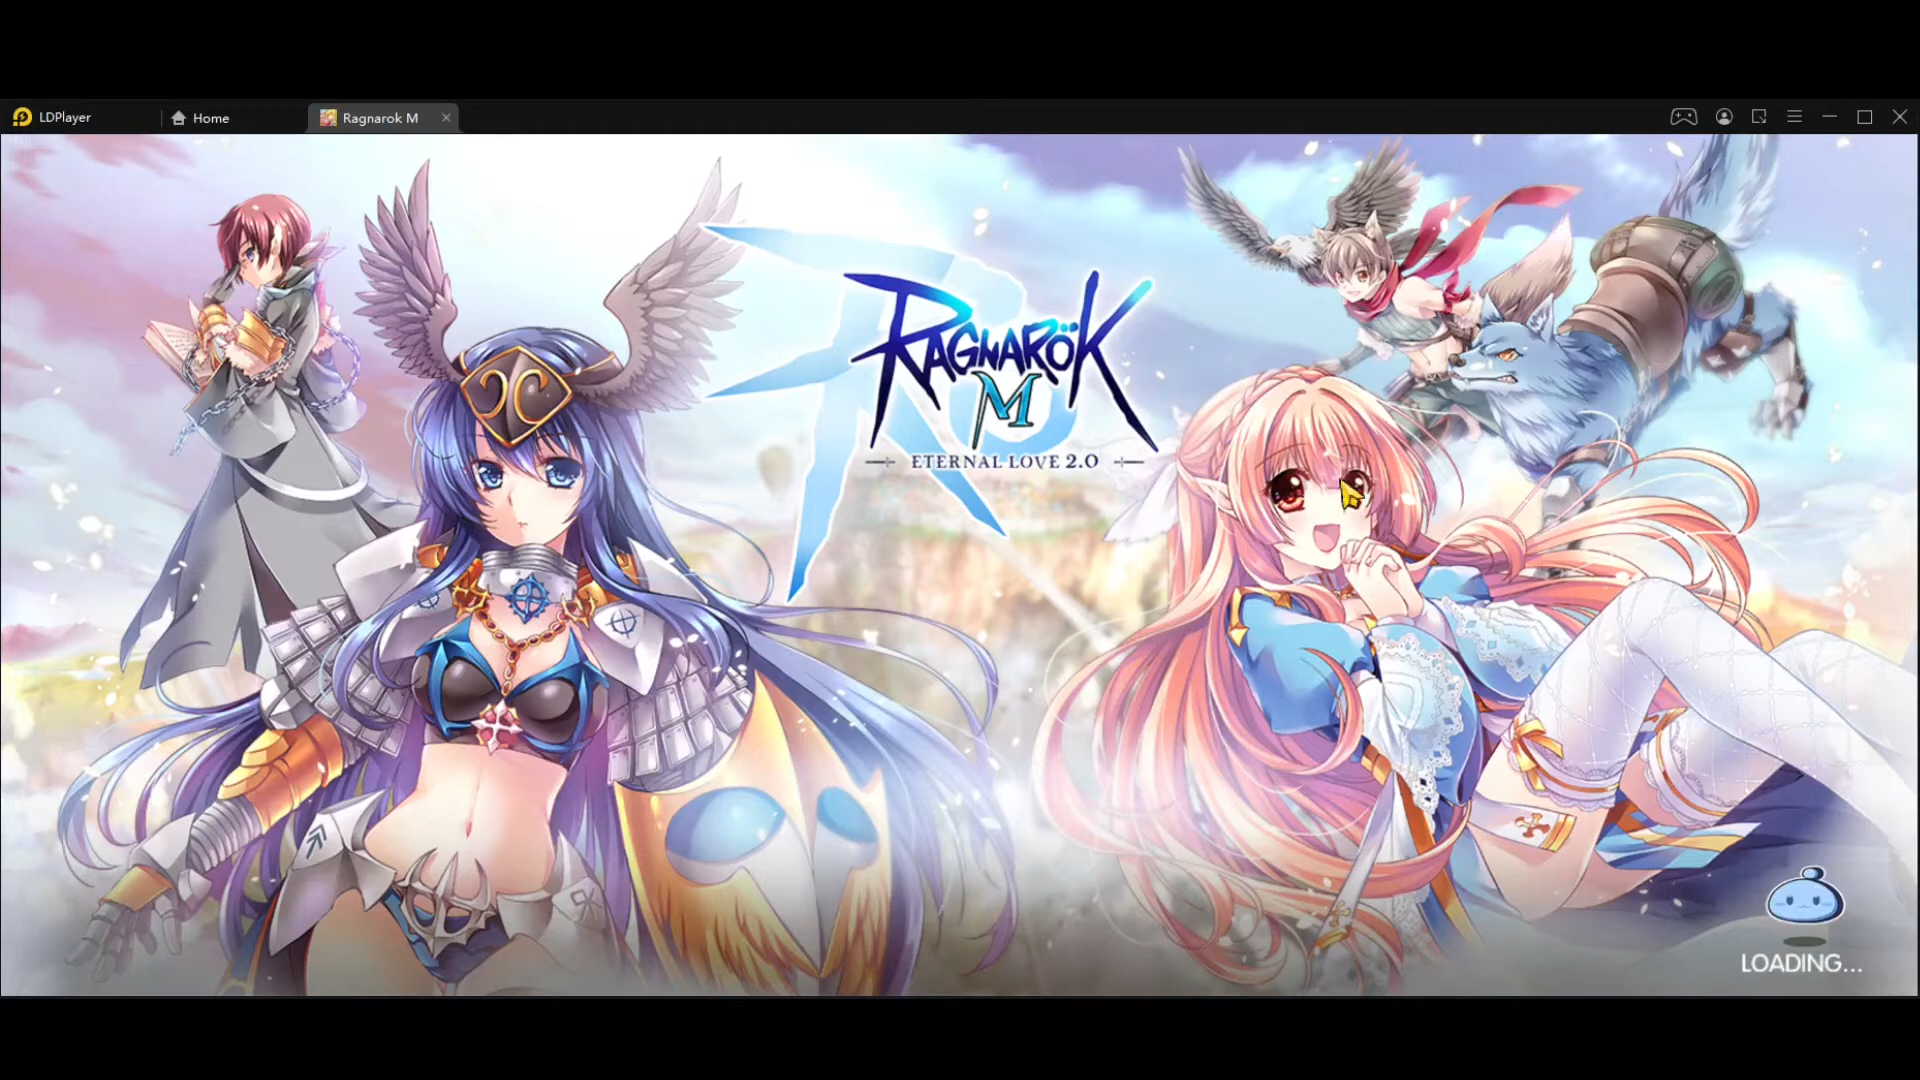 LDPlayer
Home
Ragnarok M
RAGNARÖK
M
ETERNAL LOVE 2.0
LOADING...